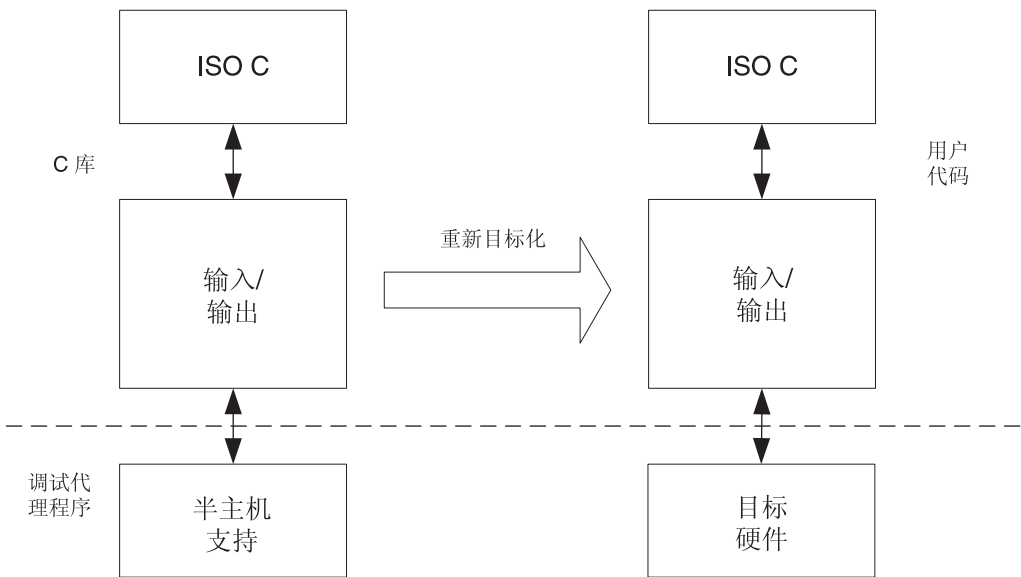 ISO C
ISO C
C 库
用户
代码
重新目标化
输入/
输出
输入/
输出
调试代
理程序
半主机
支持
目标
硬件